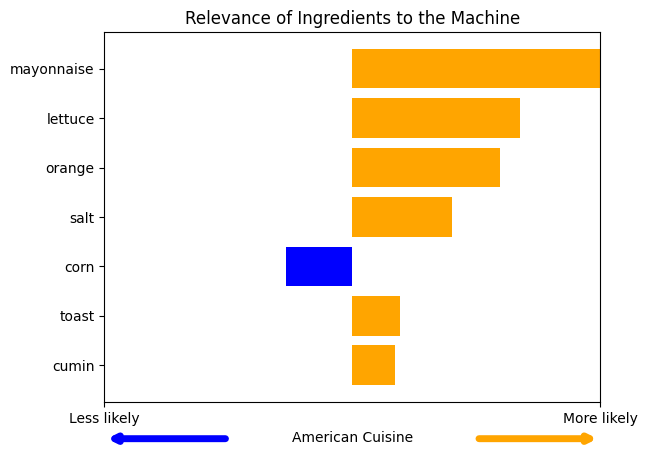 Relevance of Ingredients to the Machine
mayonnaise
lettuce
orange
salt
corn
toast
cumin
Less likely
More likely
American Cuisine